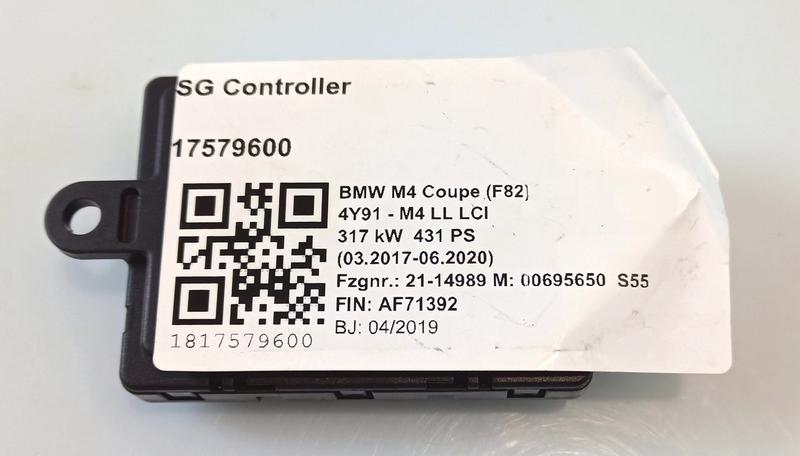 SG Controller
17579600
BMW M4 Coupe (F82)
4Y91 - M4 LL LCI
317 kW 431 PS
(03.2017-06.2020)
Fzgnr.: 21-14989 M: 00695650 S55
FIN: AF71392
BJ: 04/2019
1817579600